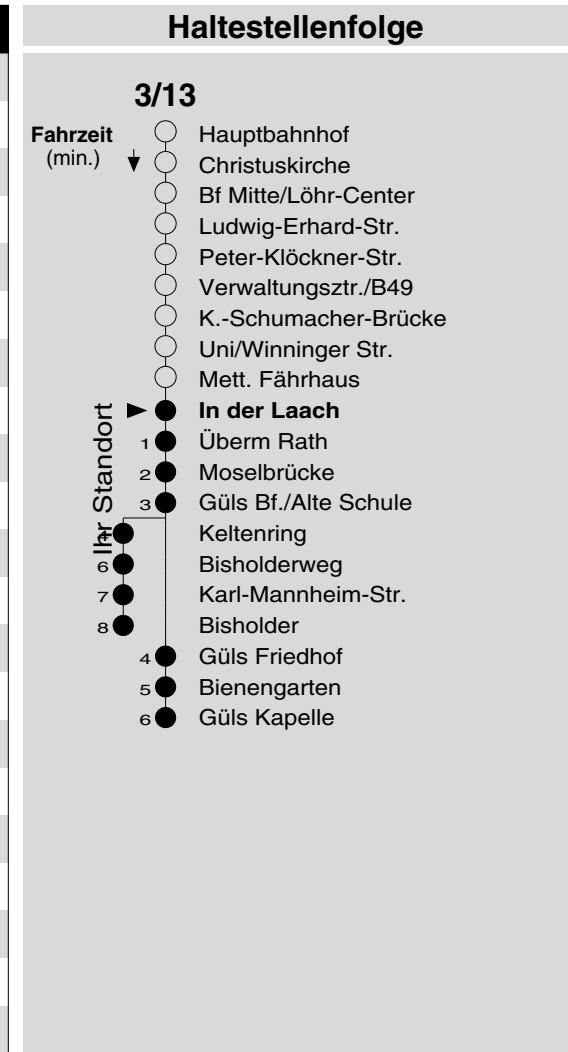 Haltestellenfolge
3/13
Fahrzeit
(min.)
Hauptbahnhof
Christuskirche
Bf Mitte/Löhr-Center
Ludwig-Erhard-Str.
Peter-Klöckner-Str.
Verwaltungsztr./B49
K.-Schumacher-Brücke
Uni/Winninger Str.
Mett. Fährhaus
Ihr Standort
In der Laach
1 Überm Rath
2 Moselbrücke
3 Güls Bf./Alte Schule
Keltenring
6 Bisholderweg
7 Karl-Mannheim-Str.
8 Bisholder
4 Güls Friedhof
5 Bienengarten
6 Güls Kapelle